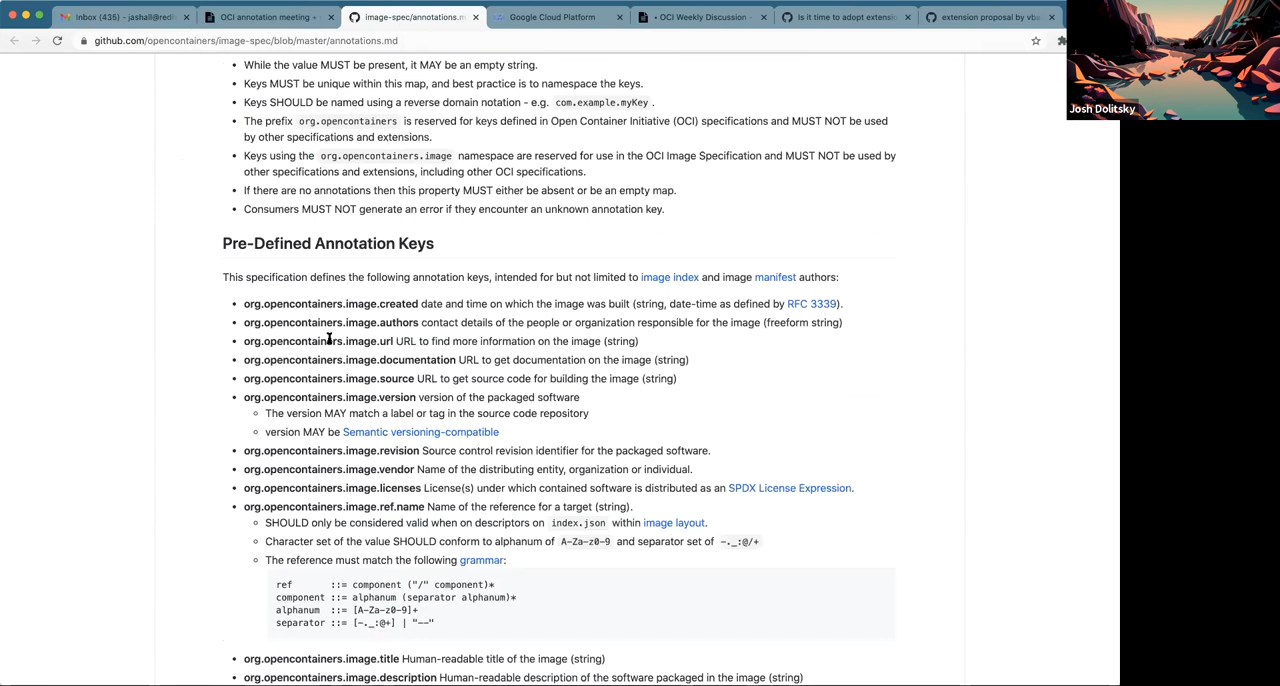 Inbox (436) - jashall@redh
OCI annotation meeting +
image-spec/annotations.m
Google Cloud Platform
• OCI Weekly Discussion -
Is it time to adopt extensio
extension proposal by vba
github.com/opencontainers/image-spec/blob/master/annotations.md
Josh Dolitsky
• While the value MUST be present, it MAY be an empty string.
• Keys MUST be unique within this map, and best practice is to namespace the keys.
• Keys SHOULD be named using a reverse domain notation - e.g. com.example.myKey .
• The prefix org.opencontainers is reserved for keys defined in Open Container Initiative (OCI) specifications and MUST NOT be used
by other specifications and extensions.
• Keys using the org.opencontainers.image namespace are reserved for use in the OCI Image Specification and MUST NOT be used by
other specifications and extensions, including other OCI specifications.
• If there are no annotations then this property MUST either be absent or be an empty map.
• Consumers MUST NOT generate an error if they encounter an unknown annotation key.
Pre-Defined Annotation Keys
This specification defines the following annotation keys, intended for but not limited to image index and image manifest authors:
• org.opencontainers.image.created date and time on which the image was built (string, date-time as defined by RFC 3339).
• org.opencontainers.image.authors contact details of the people or organization responsible for the image (freeform string)
• org.opencontainers.image.url URL to find more information on the image (string)
• org.opencontainers.image.documentation URL to get documentation on the image (string)
• org.opencontainers.image.source URL to get source code for building the image (string)
• org.opencontainers.image.version version of the packaged software
◦ The version MAY match a label or tag in the source code repository
◦ version MAY be Semantic versioning-compatible
• org.opencontainers.image.revision Source control revision identifier for the packaged software.
• org.opencontainers.image.vendor Name of the distributing entity, organization or individual.
• org.opencontainers.image.licenses License(s) under which contained software is distributed as an SPDX License Expression.
• org.opencontainers.image.ref.name Name of the reference for a target (string).
◦ SHOULD only be considered valid when on descriptors on index.json within image layout.
◦ Character set of the value SHOULD conform to alphanum of A-Za-z0-9 and separator set of -._:@/+
◦ The reference must match the following grammar:
ref ::= component ("/" component)*
component ::= alphanum (separator alphanum)*
alphanum ::= [A-Za-z0-9]+
separator ::= [-._:@+] | "--"
• org.opencontainers.image.title Human-readable title of the image (string)
• org.opencontainers.image.description Human-readable description of the software packaged in the image (string)